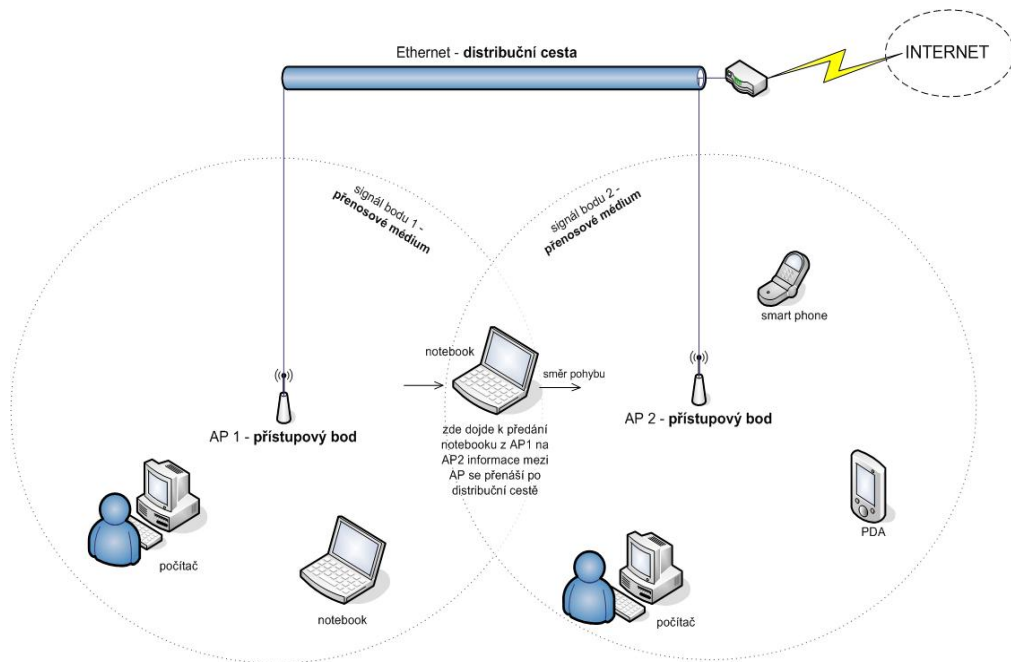 Ethernet - distribuční cesta
INTERNET
signál bodu 1 -
přenosové médium
signál bodu 2 -
přenosové médium
smart phone
notebook
směr pohybu
AP 1 - přístupový bod
AP 2 - přístupový bod
zde dojde k předání
notebooku z AP1 na
AP2 informace mezi
AP se přenáší po
distribuční cestě
PDA
počítač
notebook
počítač